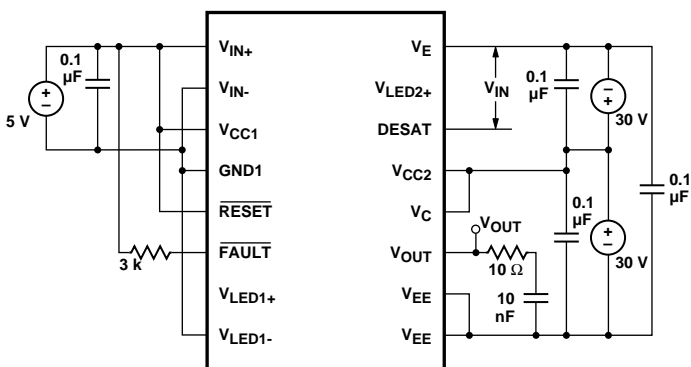 V_IN+
V_IN-
V_CC1
GND1
RESET
FAULT
V_LED1+
V_LED1-
0.1
µF
+
−
5 V
3 k
V_E
V_LED2+
DESAT
V_CC2
V_C
V_OUT
V_EE
V_EE
V_IN
V_OUT
10 Ω
10
nF
0.1
µF
−
+
30 V
0.1
µF
+
−
30 V
0.1
µF